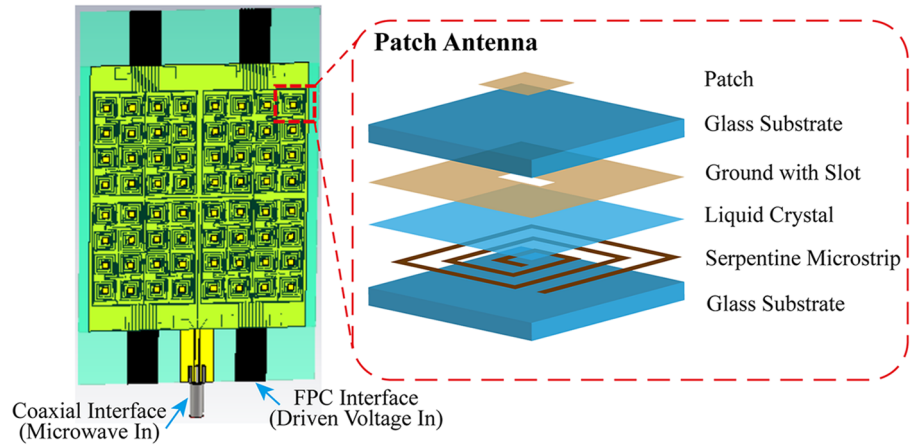 Patch Antenna
Patch
Glass Substrate
Ground with Slot
Liquid Crystal
Serpentine Microstrip
Glass Substrate
Coaxial Interface
(Microwave In)
FPC Interface
(Driven Voltage In)